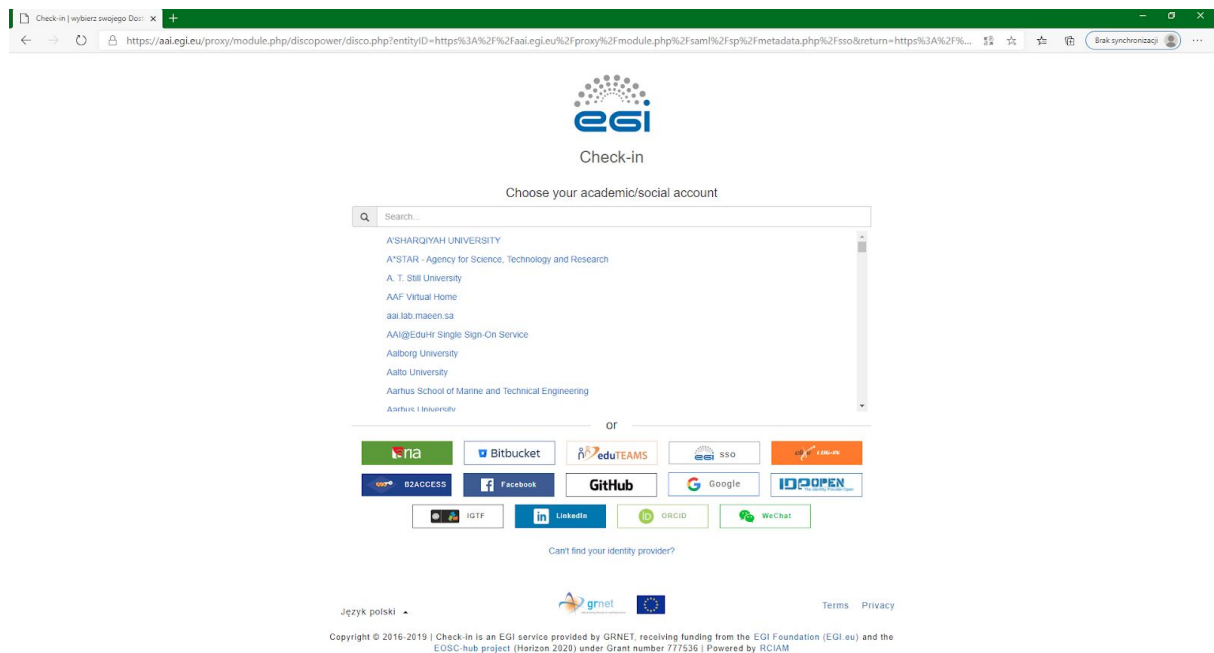 Check-in | wybierz swojego Dost
https://aai.egi.eu/proxy/module.php/discopower/disco.php?entityID=https%3A%2F%2Faai.egi.eu%2Fproxy%2Fmodule.php%2Fsaml%2Fsp%2Fmetadata.php%2Fsso&return=https%3A%2F%... Brak synchronizacji
egi
Check-in
Choose your academic/social account
Search...
A'SHARQIYAH UNIVERSITY
A*STAR - Agency for Science, Technology and Research
A. T. Still University
AAF Virtual Home
aai.lab.maeen.sa
AAI@EduHr Single Sign-On Service
Aalborg University
Aalto University
Aarhus School of Marine and Technical Engineering
Aarhus University
or
Bitbucket eduTEAMS egi SSO
B2ACCESS Facebook GitHub Google IDPOPEN
IGTF in LinkedIn iD ORCID WeChat
Can't find your identity provider?
Język polski grnet Terms Privacy
Copyright © 2016-2019 | Check-in is an EGI service provided by GRNET, receiving funding from the EGI Foundation (EGI.eu) and the
EOSC-hub project (Horizon 2020) under Grant number 777536 | Powered by RCIAM